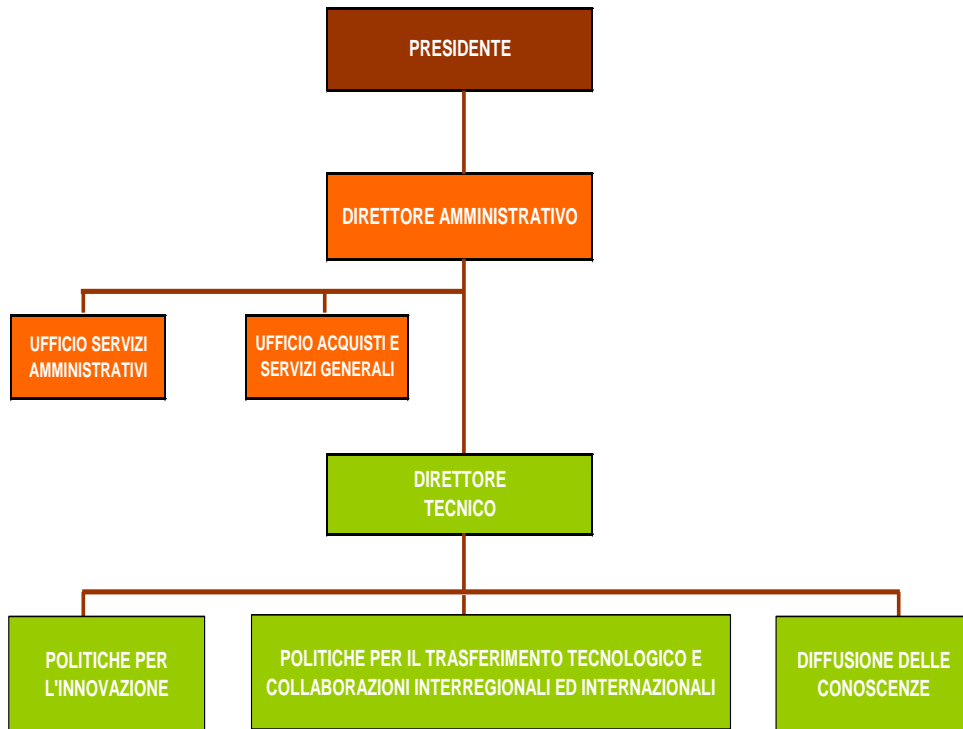 PRESIDENTE
DIRETTORE AMMINISTRATIVO
UFFICIO SERVIZI
AMMINISTRATIVI
UFFICIO ACQUISTI E
SERVIZI GENERALI
DIRETTORE
TECNICO
POLITICHE PER
L'INNOVAZIONE
POLITICHE PER IL TRASFERIMENTO TECNOLOGICO E
COLLABORAZIONI INTERREGIONALI ED INTERNAZIONALI
DIFFUSIONE DELLE
CONOSCENZE